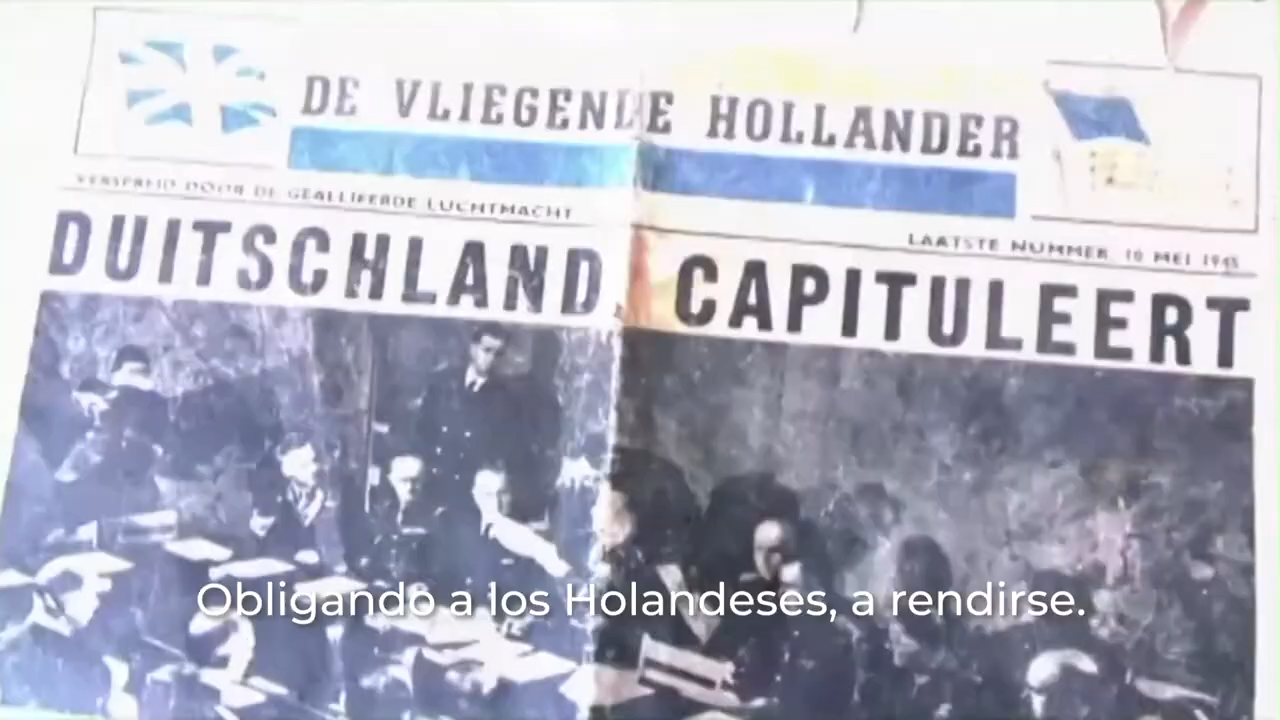 DE VLIEGENDE HOLLANDER
VERSPREID DOOR DE GEALLIEERDE LUCHTMACHT
LAATSTE NUMMER, 10 MEI 1945
DUITSCHLAND CAPITULEERT
Obligando a los Holandeses, a rendirse.